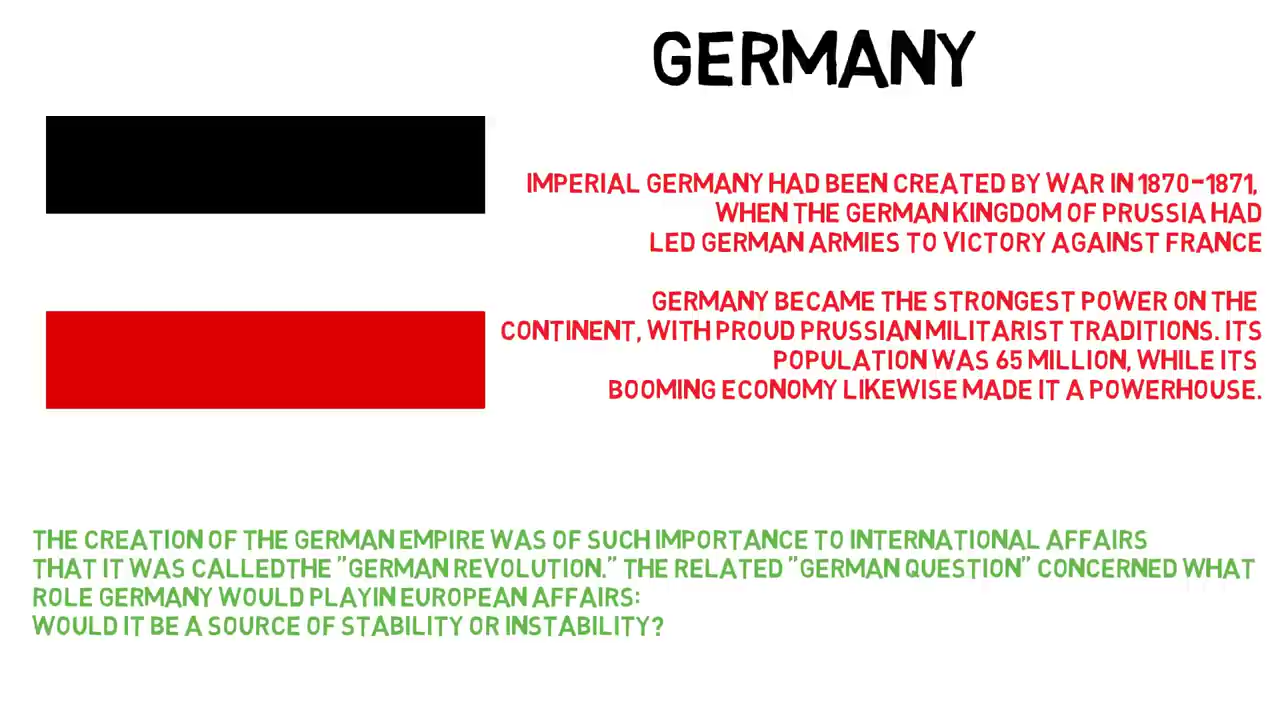 GERMANY
IMPERIAL GERMANY HAD BEEN CREATED BY WAR IN 1870-1871,
WHEN THE GERMAN KINGDOM OF PRUSSIA HAD
LED GERMAN ARMIES TO VICTORY AGAINST FRANCE
GERMANY BECAME THE STRONGEST POWER ON THE
CONTINENT, WITH PROUD PRUSSIAN MILITARIST TRADITIONS. ITS
POPULATION WAS 65 MILLION, WHILE ITS
BOOMING ECONOMY LIKEWISE MADE IT A POWERHOUSE.
THE CREATION OF THE GERMAN EMPIRE WAS OF SUCH IMPORTANCE TO INTERNATIONAL AFFAIRS
THAT IT WAS CALLEDTHE "GERMAN REVOLUTION." THE RELATED "GERMAN QUESTION" CONCERNED WHAT
ROLE GERMANY WOULD PLAYIN EUROPEAN AFFAIRS:
WOULD IT BE A SOURCE OF STABILITY OR INSTABILITY?